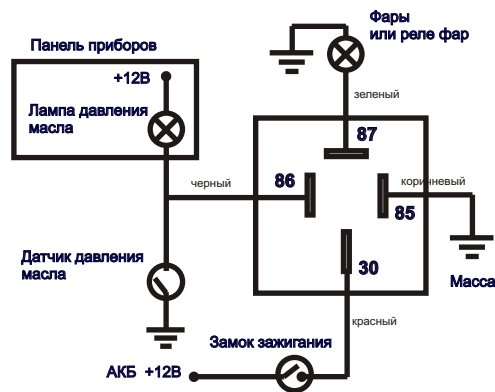 Фары
или реле фар
Панель приборов
+12В
Лампа давления
масла
зеленый
87
86
черный
коричневый
85
Датчик давления
масла
30
Масса
красный
Замок зажигания
АКБ +12В